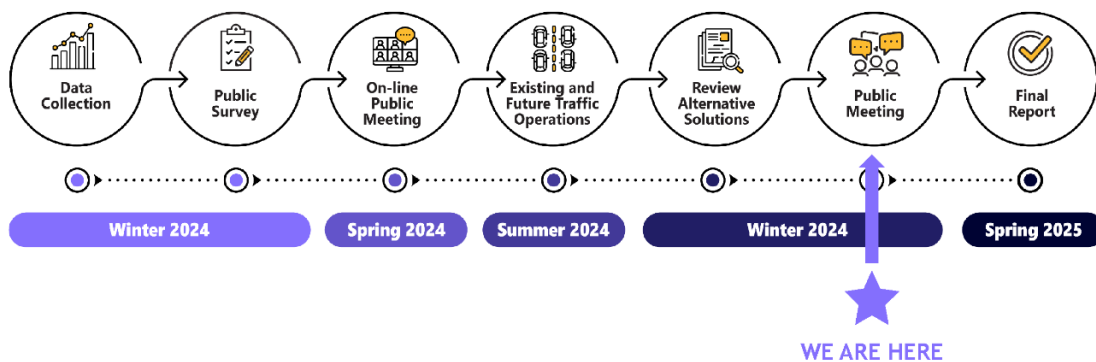 Data
Collection
Public
Survey
On-line
Public
Meeting
Existing and
Future Traffic
Operations
Review
Alternative
Solutions
Public
Meeting
Final
Report
Winter 2024
Spring 2024
Summer 2024
Winter 2024
Spring 2025
WE ARE HERE